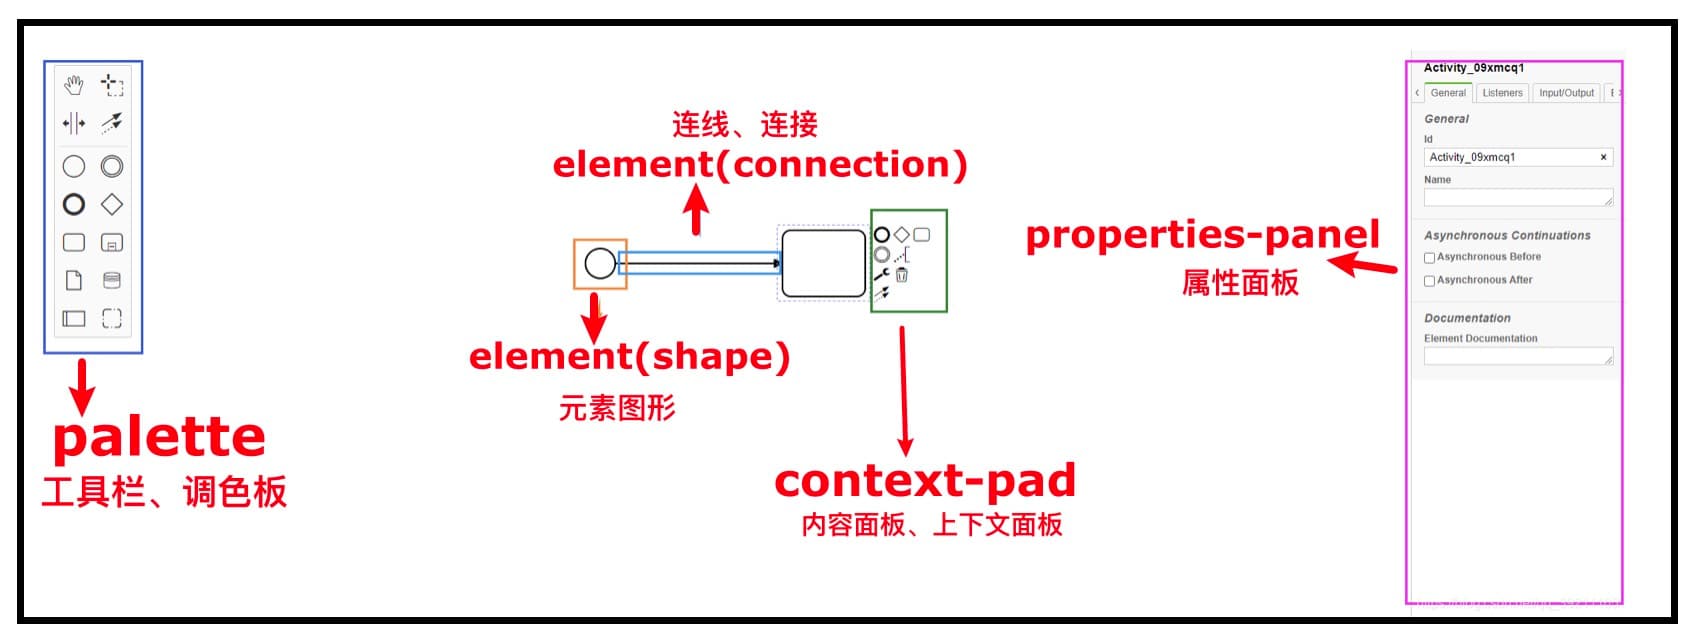 palette
工具栏、调色板
连线、连接
element(connection)
element(shape)
元素图形
context-pad
内容面板、上下文面板
properties-panel
属性面板
Activity_09xmcq1
General
Listeners
Input/Output
General
Id
Activity_09xmcq1
Name
Asynchronous Continuations
Asynchronous Before
Asynchronous After
Documentation
Element Documentation